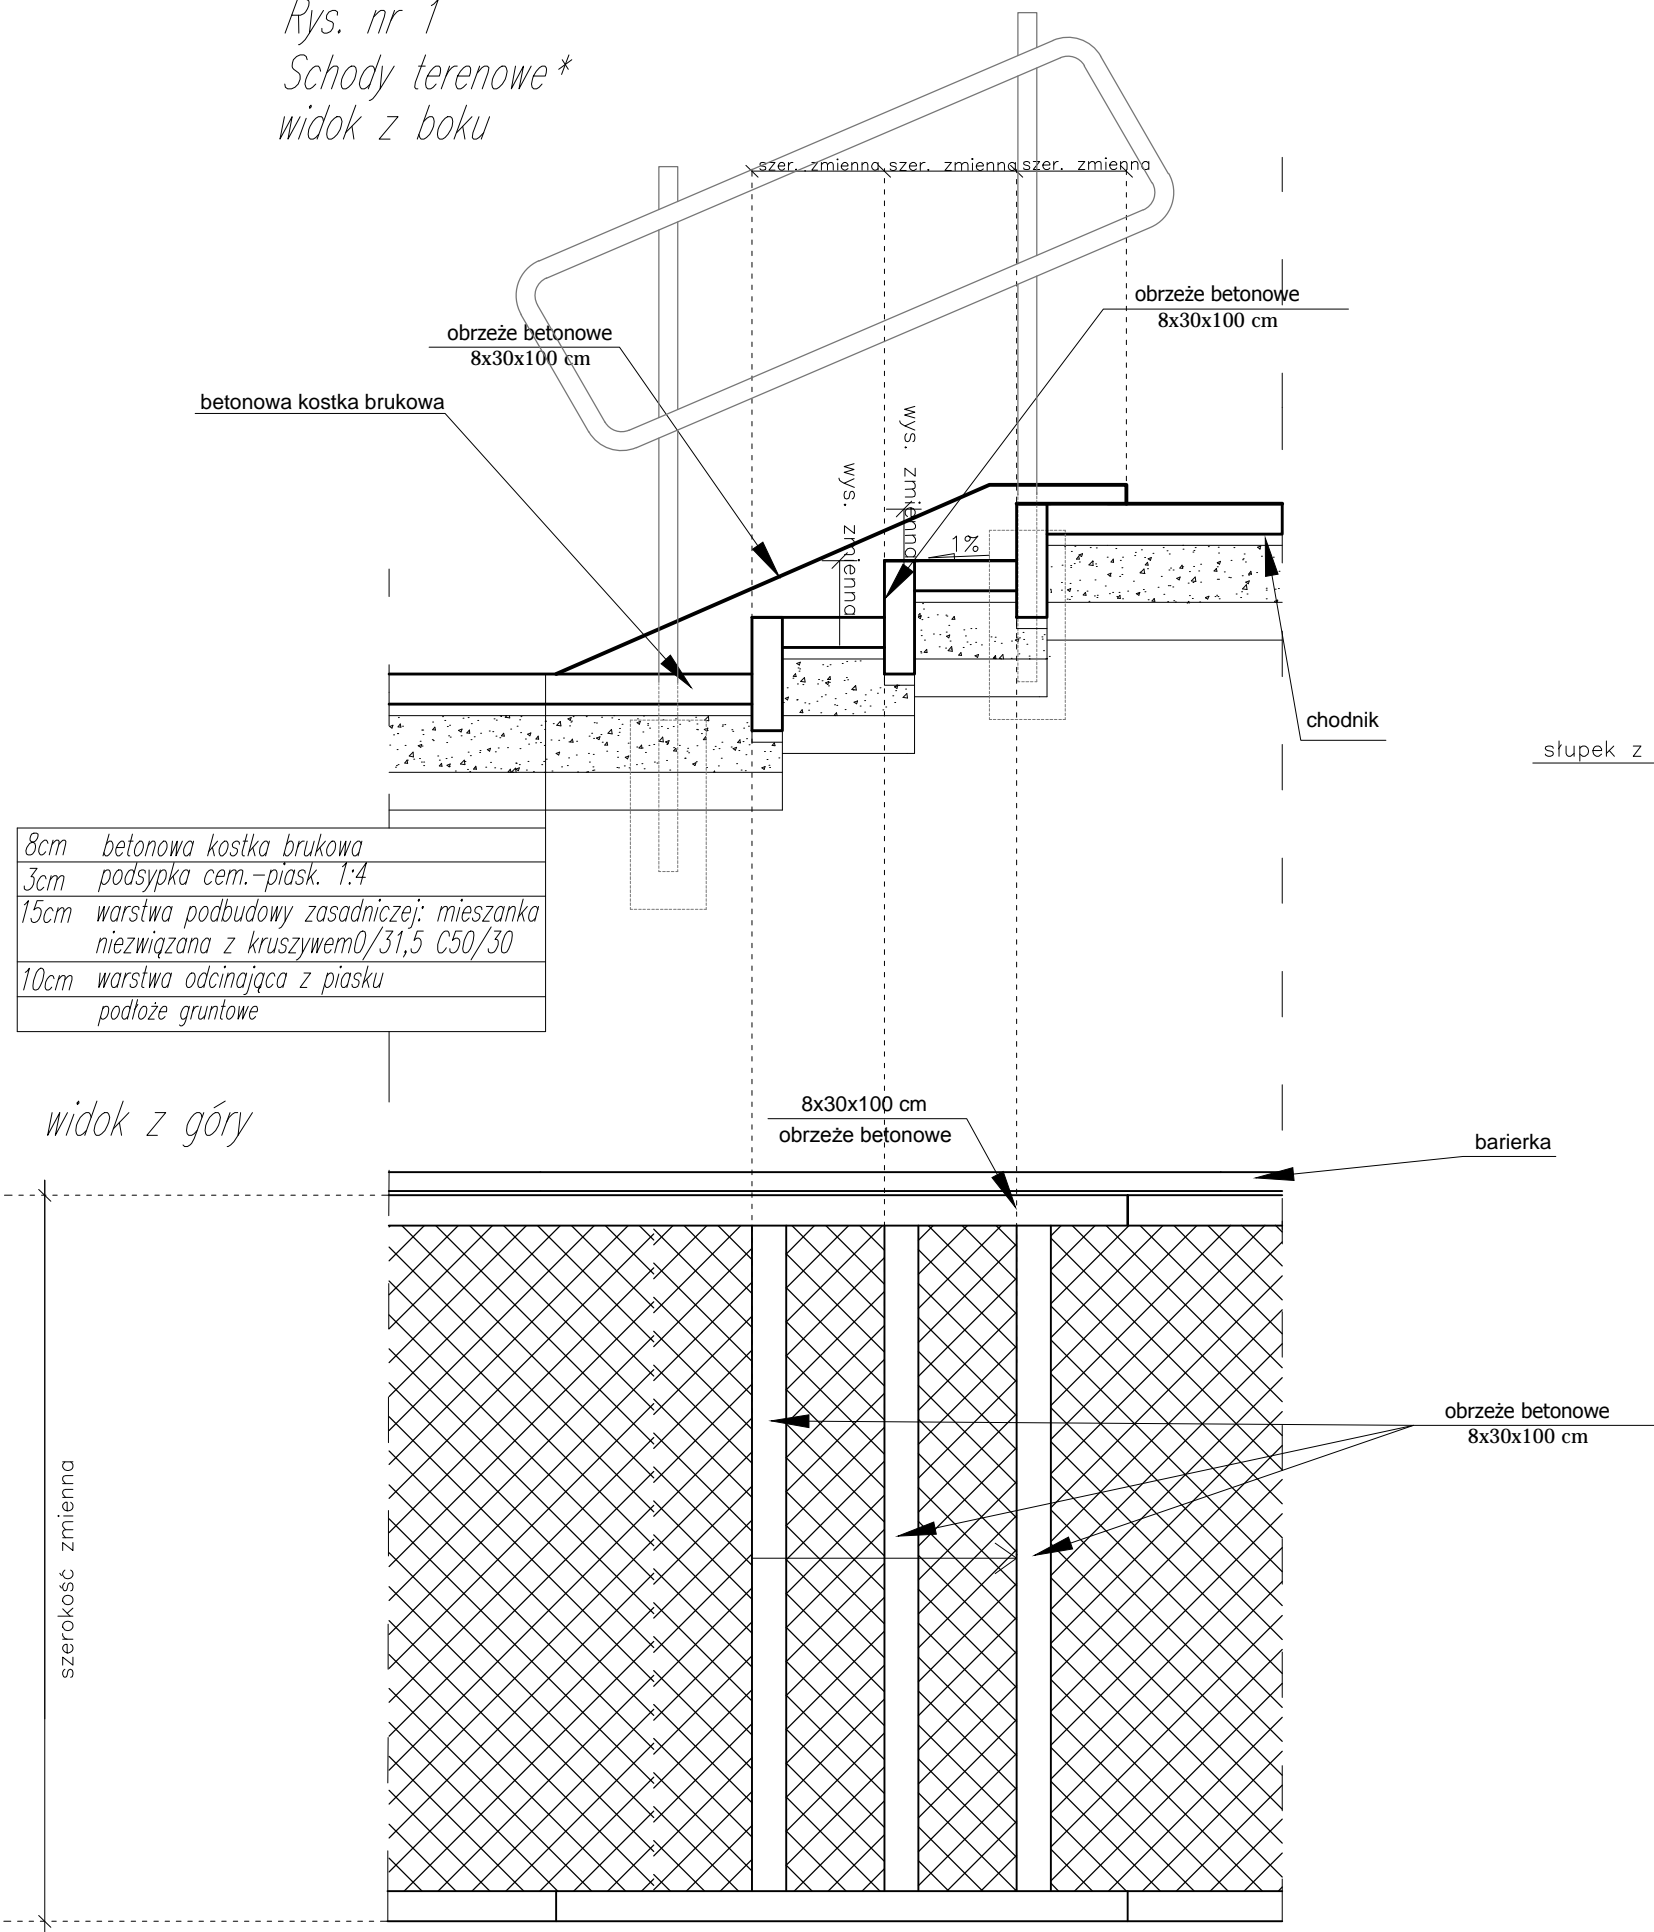 Rys. nr 1
Schody terenowe*
widok z boku
szer. zmienna
szer. zmienna
szer. zmienna
obrzeże betonowe
8x30x100 cm
obrzeże betonowe
8x30x100 cm
betonowa kostka brukowa
wys. zmienna
wys. zmienna
1%
chodnik
słupek z
8cm betonowa kostka brukowa
3cm podsypka cem.-piask. 1:4
15cm warstwa podbudowy zasadniczej: mieszanka
niezwiązana z kruszywem0/31,5 C50/30
10cm warstwa odcinająca z piasku
podłoże gruntowe
widok z góry
8x30x100 cm
obrzeże betonowe
barierka
obrzeże betonowe
8x30x100 cm
szerokość zmienna